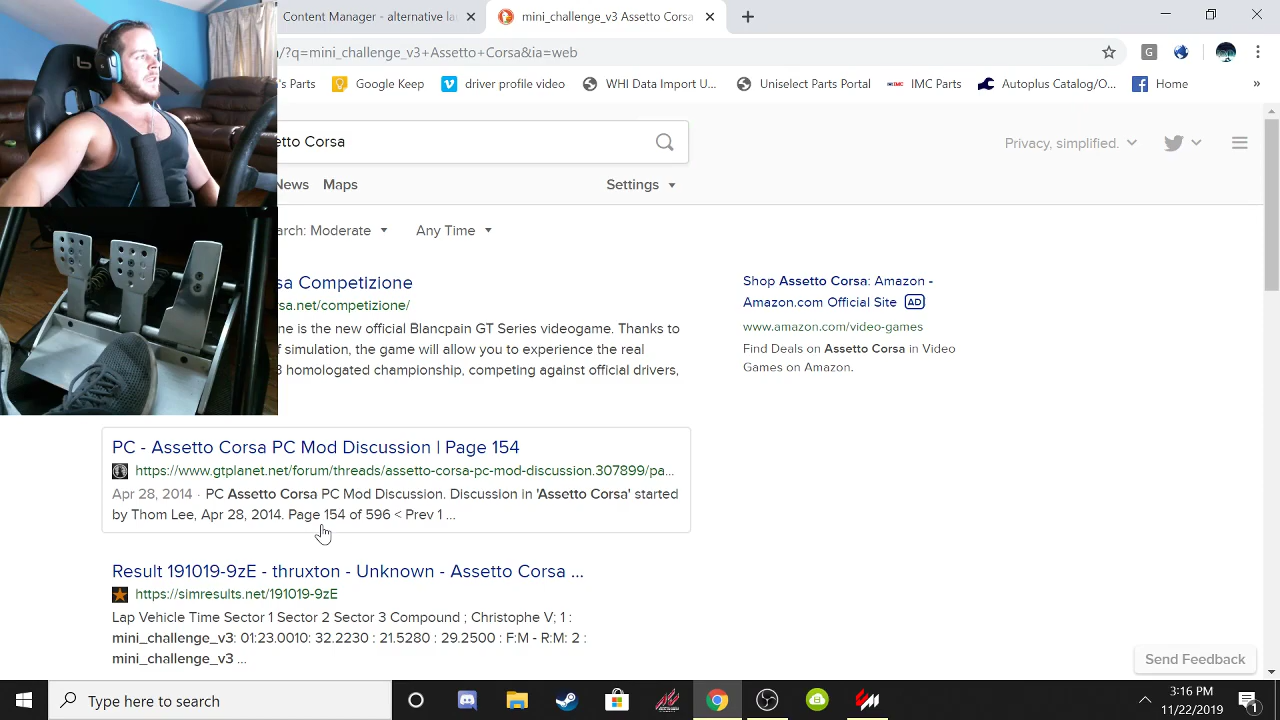 Content Manager - alternative la
mini_challenge_v3 Assetto Corsa
/?q=mini_challenge_v3+Assetto+Corsa&ia=web
's Parts
Google Keep
driver profile video
WHI Data Import U...
Uniselect Parts Portal
IMC Parts
Autoplus Catalog/O...
Home
»
etto Corsa
Privacy, simplified.
News
Maps
Settings
arch: Moderate
Any Time
sa Competizione
sa.net/competizione/
ne is the new official Blancpain GT Series videogame. Thanks to
f simulation, the game will allow you to experience the real
3 homologated championship, competing against official drivers,
Shop Assetto Corsa: Amazon -
Amazon.com Official Site AD
www.amazon.com/video-games
Find Deals on Assetto Corsa in Video
Games on Amazon.
PC - Assetto Corsa PC Mod Discussion | Page 154
https://www.gtplanet.net/forum/threads/assetto-corsa-pc-mod-discussion.307899/pa...
Apr 28, 2014 · PC Assetto Corsa PC Mod Discussion. Discussion in 'Assetto Corsa' started
by Thom Lee, Apr 28, 2014. Page 154 of 596 < Prev 1 ...
Result 191019-9zE - thruxton - Unknown - Assetto Corsa ...
https://simresults.net/191019-9zE
Lap Vehicle Time Sector 1 Sector 2 Sector 3 Compound ; Christophe V; 1 :
mini_challenge_v3: 01:23.0010: 32.2230 : 21.5280 : 29.2500 : F:M - R:M: 2 :
mini_challenge_v3 ...
Send Feedback
Type here to search
3:16 PM
11/22/2019
1